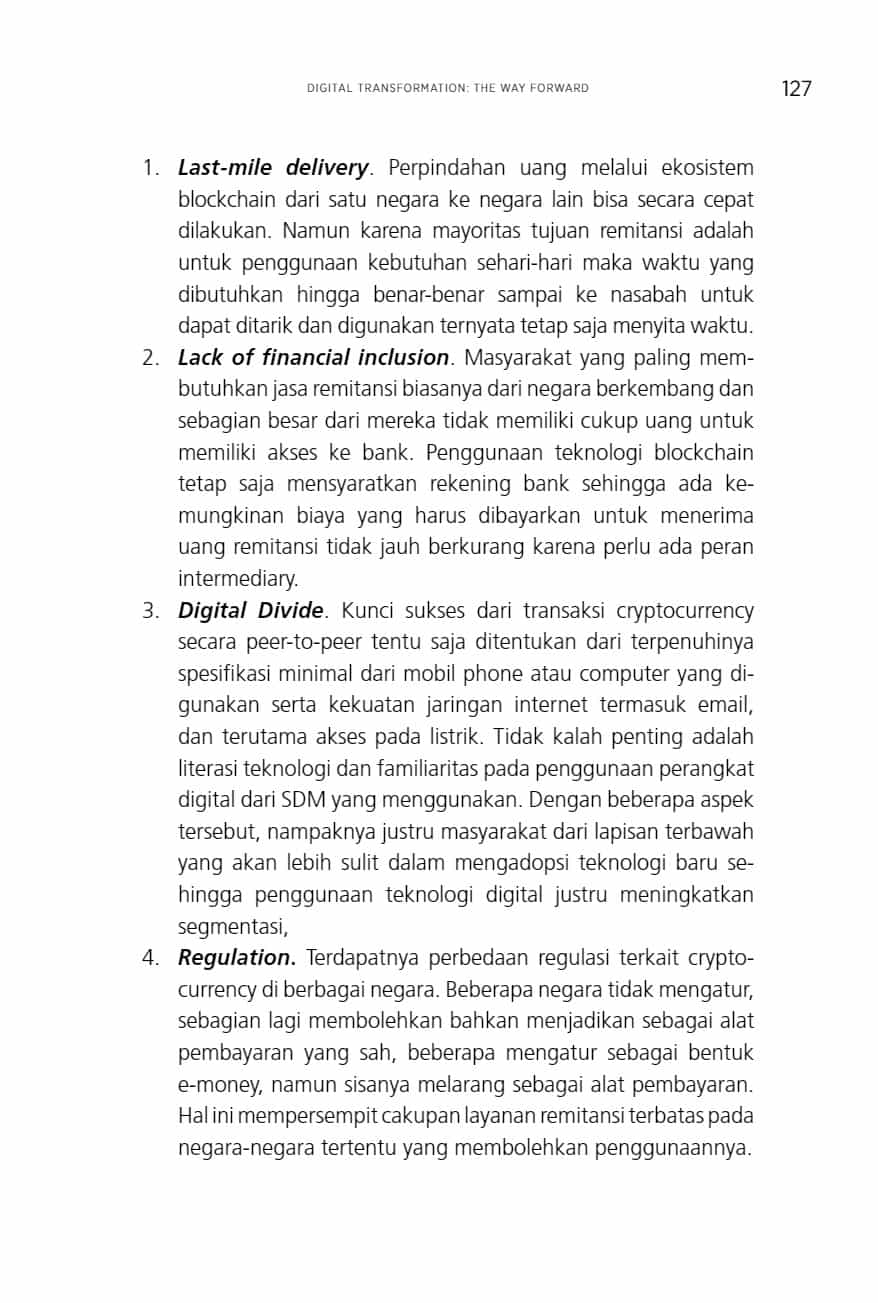 DIGITAL TRANSFORMATION: THE WAY FORWARD 127
1. Last-mile delivery. Perpindahan uang melalui ekosistem
blockchain dari satu negara ke negara lain bisa secara cepat
dilakukan. Namun karena mayoritas tujuan remitansi adalah
untuk penggunaan kebutuhan sehari-hari maka waktu yang
dibutuhkan hingga benar-benar sampai ke nasabah untuk
dapat ditarik dan digunakan ternyata tetap saja menyita waktu.
2. Lack of financial inclusion. Masyarakat yang paling mem-
butuhkan jasa remitansi biasanya dari negara berkembang dan
sebagian besar dari mereka tidak memiliki cukup uang untuk
memiliki akses ke bank. Penggunaan teknologi blockchain
tetap saja mensyaratkan rekening bank sehingga ada ke-
mungkinan biaya yang harus dibayarkan untuk menerima
uang remitansi tidak jauh berkurang karena perlu ada peran
intermediary.
3. Digital Divide. Kunci sukses dari transaksi cryptocurrency
secara peer-to-peer tentu saja ditentukan dari terpenuhinya
spesifikasi minimal dari mobil phone atau computer yang di-
gunakan serta kekuatan jaringan internet termasuk email,
dan terutama akses pada listrik. Tidak kalah penting adalah
literasi teknologi dan familiaritas pada penggunaan perangkat
digital dari SDM yang menggunakan. Dengan beberapa aspek
tersebut, nampaknya justru masyarakat dari lapisan terbawah
yang akan lebih sulit dalam mengadopsi teknologi baru se-
hingga penggunaan teknologi digital justru meningkatkan
segmentasi,
4. Regulation. Terdapatnya perbedaan regulasi terkait crypto-
currency di berbagai negara. Beberapa negara tidak mengatur,
sebagian lagi membolehkan bahkan menjadikan sebagai alat
pembayaran yang sah, beberapa mengatur sebagai bentuk
e-money, namun sisanya melarang sebagai alat pembayaran.
Hal ini mempersempit cakupan layanan remitansi terbatas pada
negara-negara tertentu yang membolehkan penggunaannya.